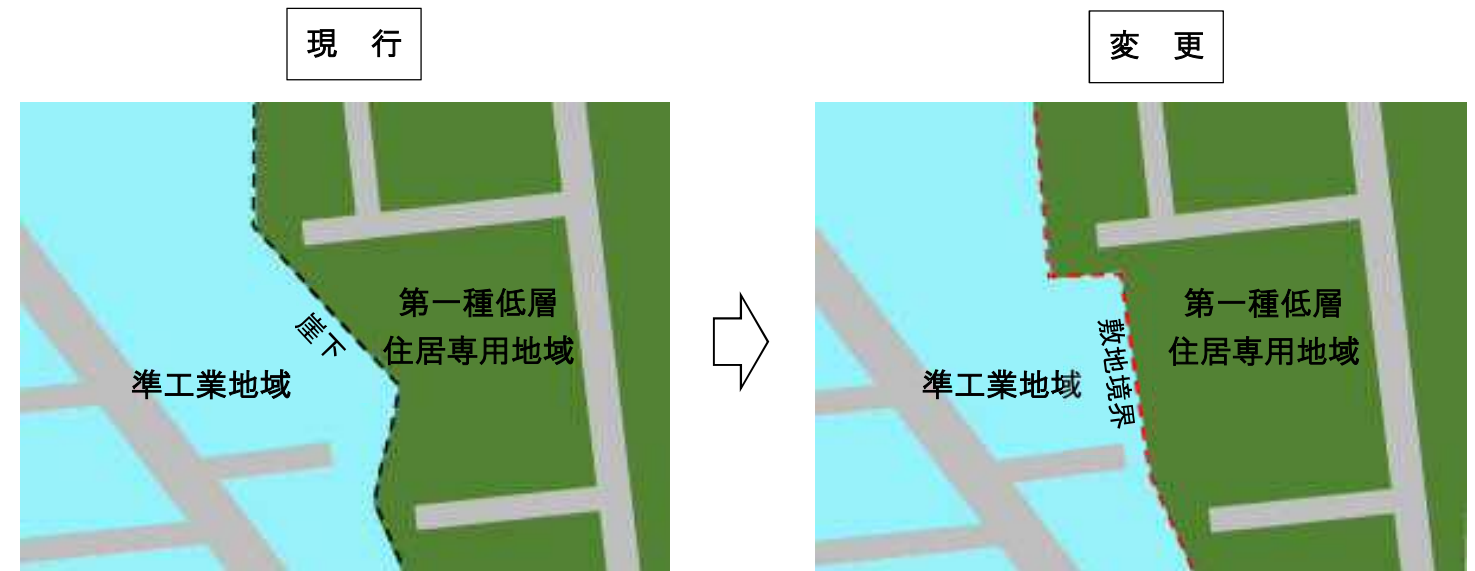 現　行
変　更
崖下
第一種低層
住居専用地域
準工業地域
敷地境界
第一種低層
住居専用地域
準工業地域